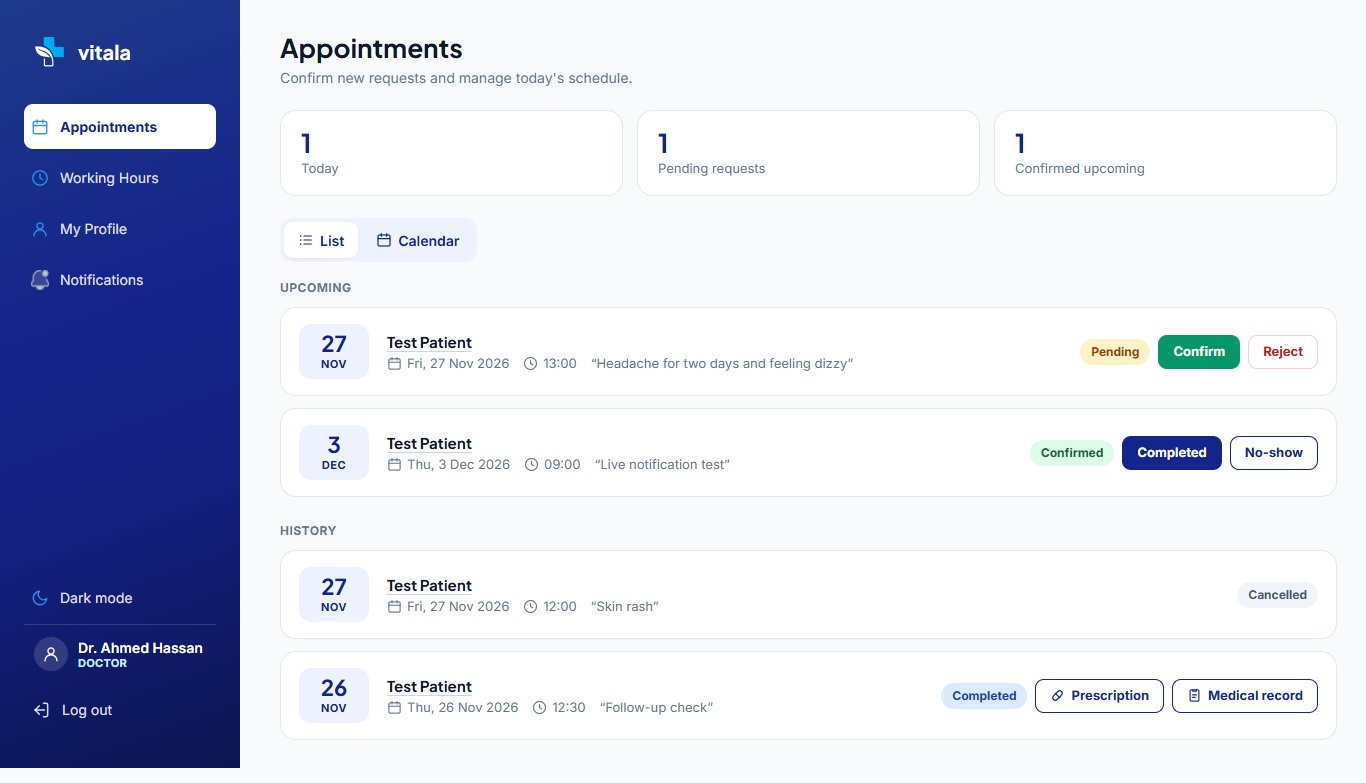 vitala
Appointments
Working Hours
My Profile
Notifications
Dark mode
Dr. Ahmed Hassan
DOCTOR
Log out
Appointments
Confirm new requests and manage today's schedule.
1
Today
1
Pending requests
1
Confirmed upcoming
List
Calendar
UPCOMING
27
NOV
Test Patient
Fri, 27 Nov 2026 13:00 “Headache for two days and feeling dizzy”
Pending Confirm Reject
3
DEC
Test Patient
Thu, 3 Dec 2026 09:00 “Live notification test”
Confirmed Completed No-show
HISTORY
27
NOV
Test Patient
Fri, 27 Nov 2026 12:00 “Skin rash”
Cancelled
26
NOV
Test Patient
Thu, 26 Nov 2026 12:30 “Follow-up check”
Completed Prescription Medical record